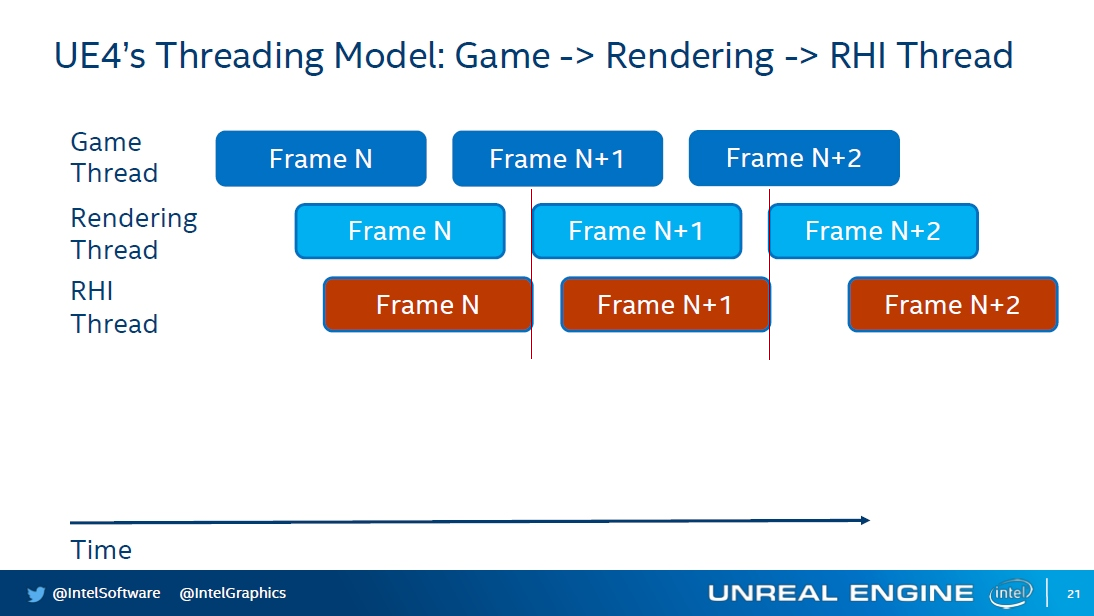 UE4’s Threading Model: Game -> Rendering -> RHI Thread
Game
Thread
Frame N
Frame N+1
Frame N+2
Rendering
Thread
Frame N
Frame N+1
Frame N+2
RHI
Thread
Frame N
Frame N+1
Frame N+2
Time
@IntelSoftware
@IntelGraphics
UNREAL ENGINE
intel
21